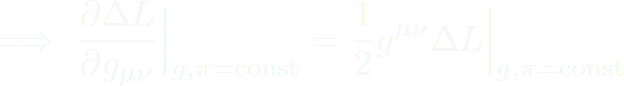 ⟹ ∂ΔL/∂g_{μν} |_{g,π=const} = 1/2 g^{μν} ΔL |_{g,π=const}